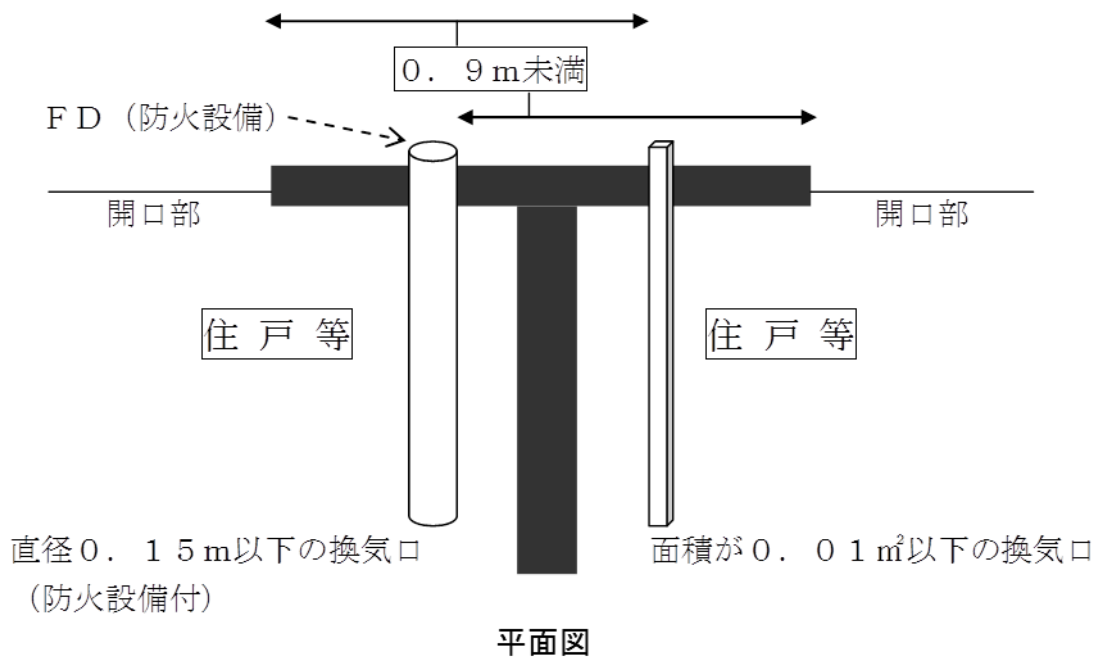 ０．９ｍ未満
ＦＤ（防火設備）
開口部
開口部
住戸等
住戸等
直径０．１５ｍ以下の換気口
（防火設備付）
面積が０．０１㎡以下の換気口
平面図